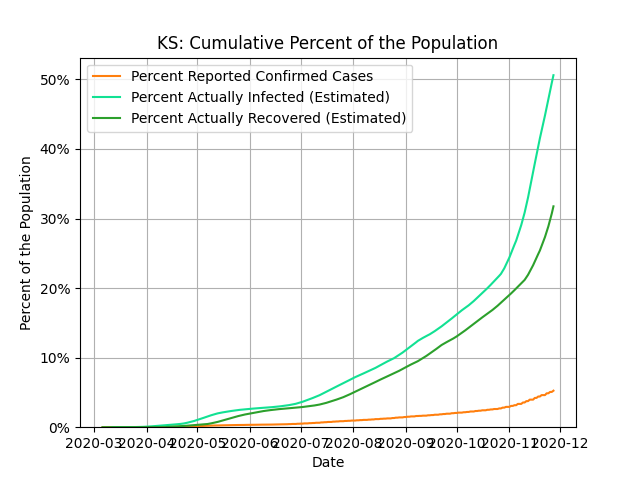 KS: Cumulative Percent of the Population
Percent Reported Confirmed Cases
Percent Actually Infected (Estimated)
Percent Actually Recovered (Estimated)
50%
40%
30%
20%
10%
0%
Percent of the Population
2020-03 2020-04 2020-05 2020-06 2020-07 2020-08 2020-09 2020-10 2020-11 2020-12
Date